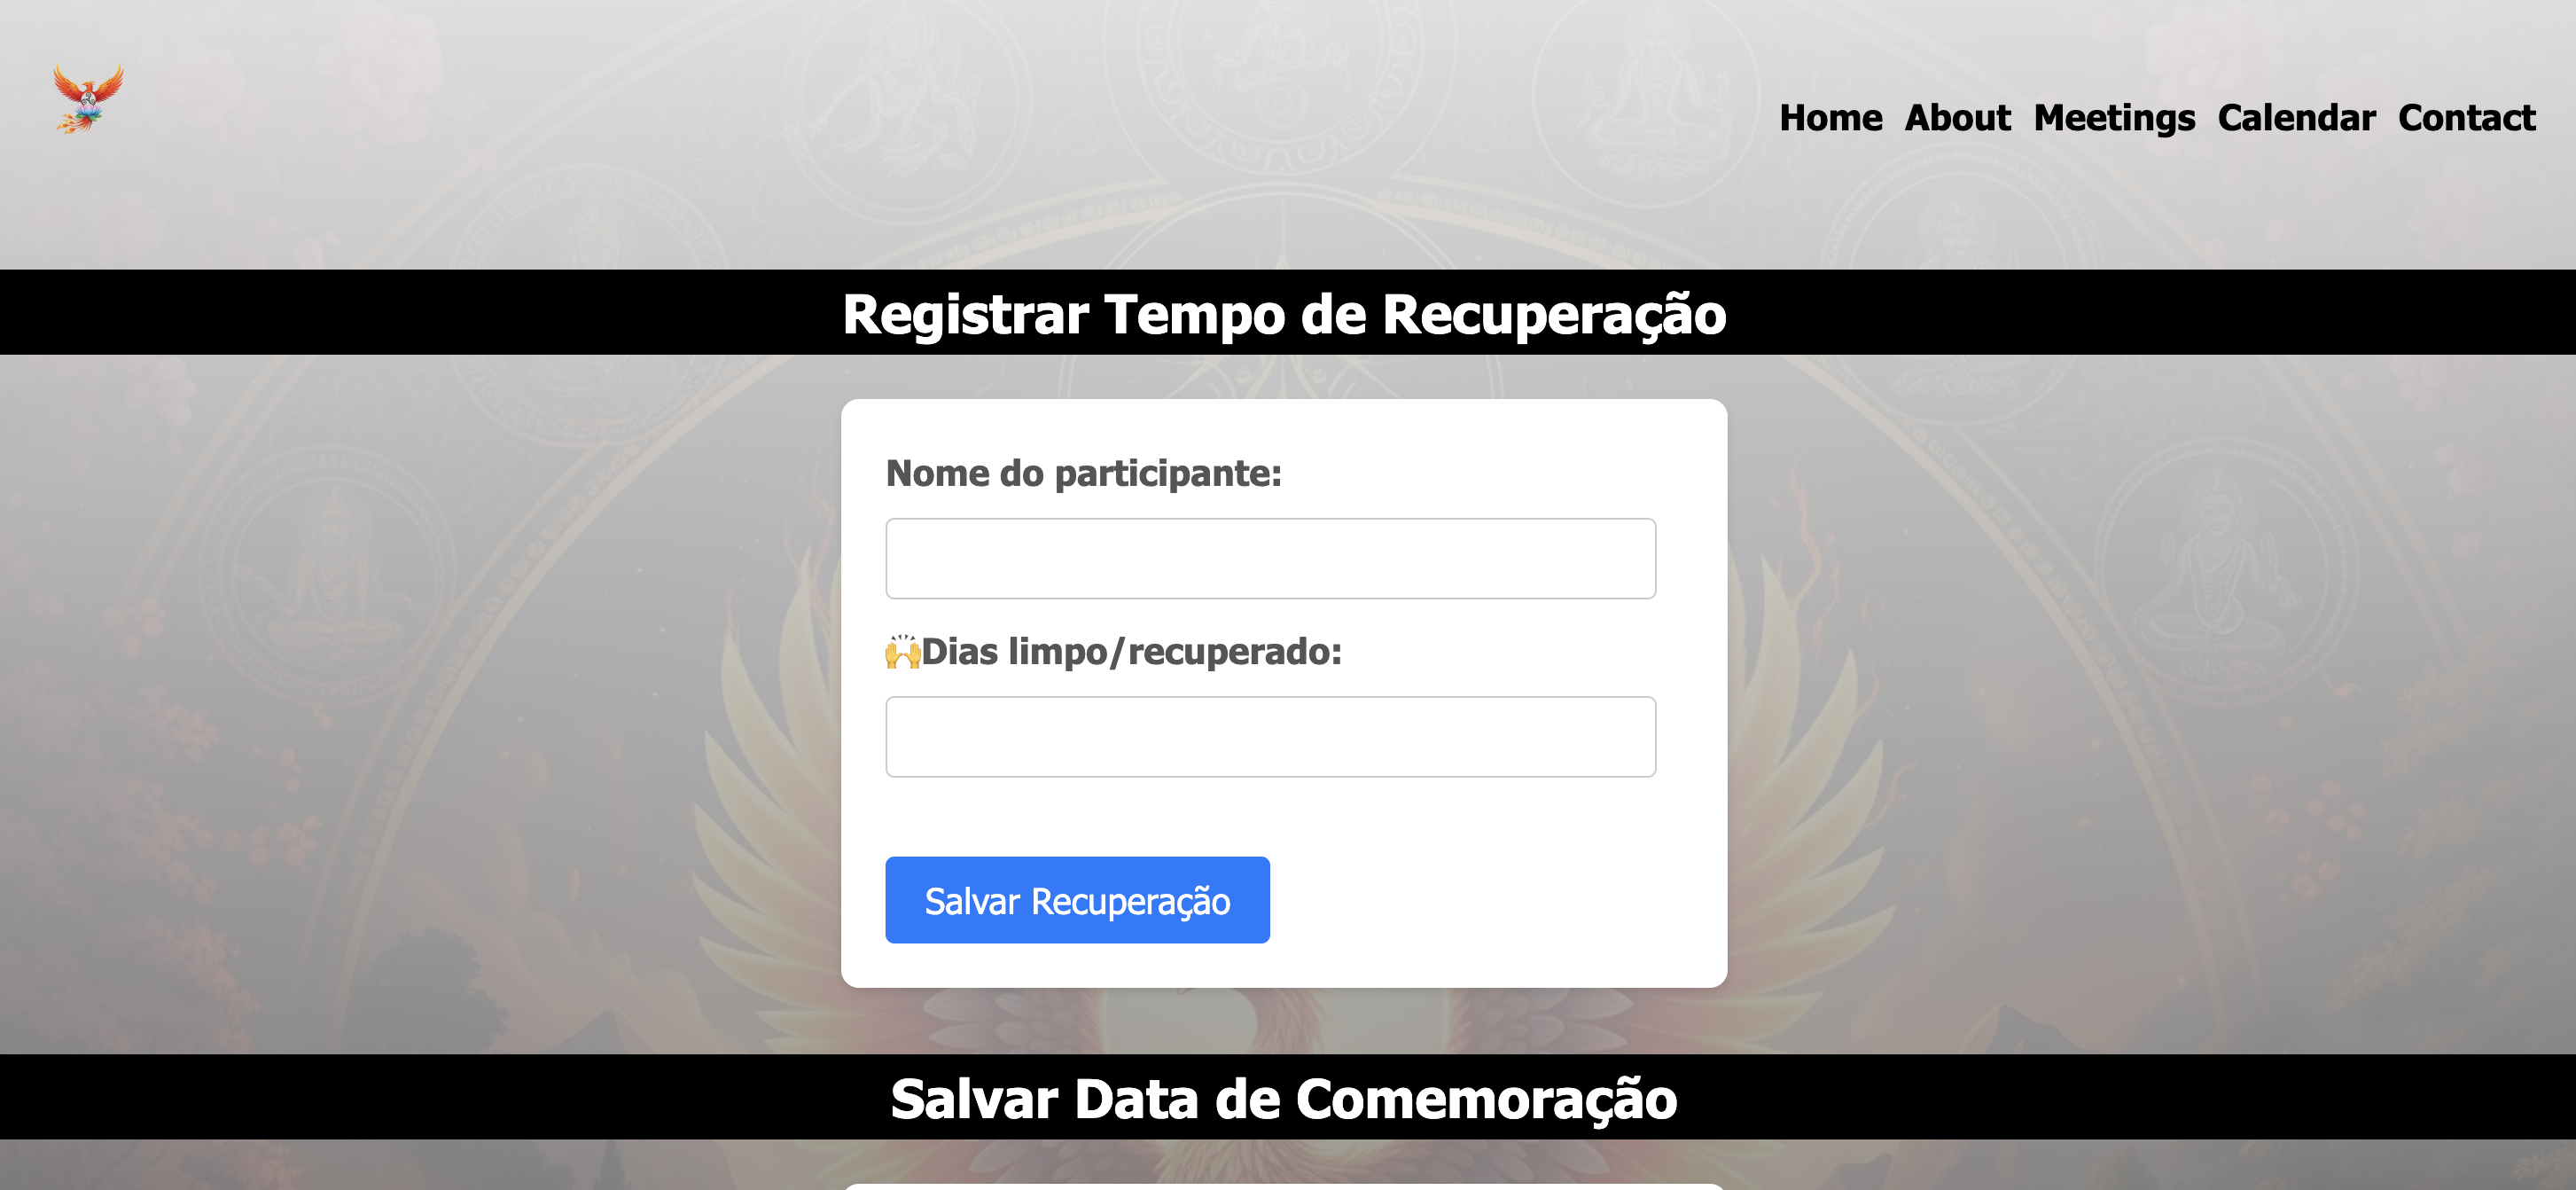 Home About Meetings Calendar Contact
Registrar Tempo de Recuperação
Nome do participante:
🙌Dias limpo/recuperado:
Salvar Recuperação
Salvar Data de Comemoração